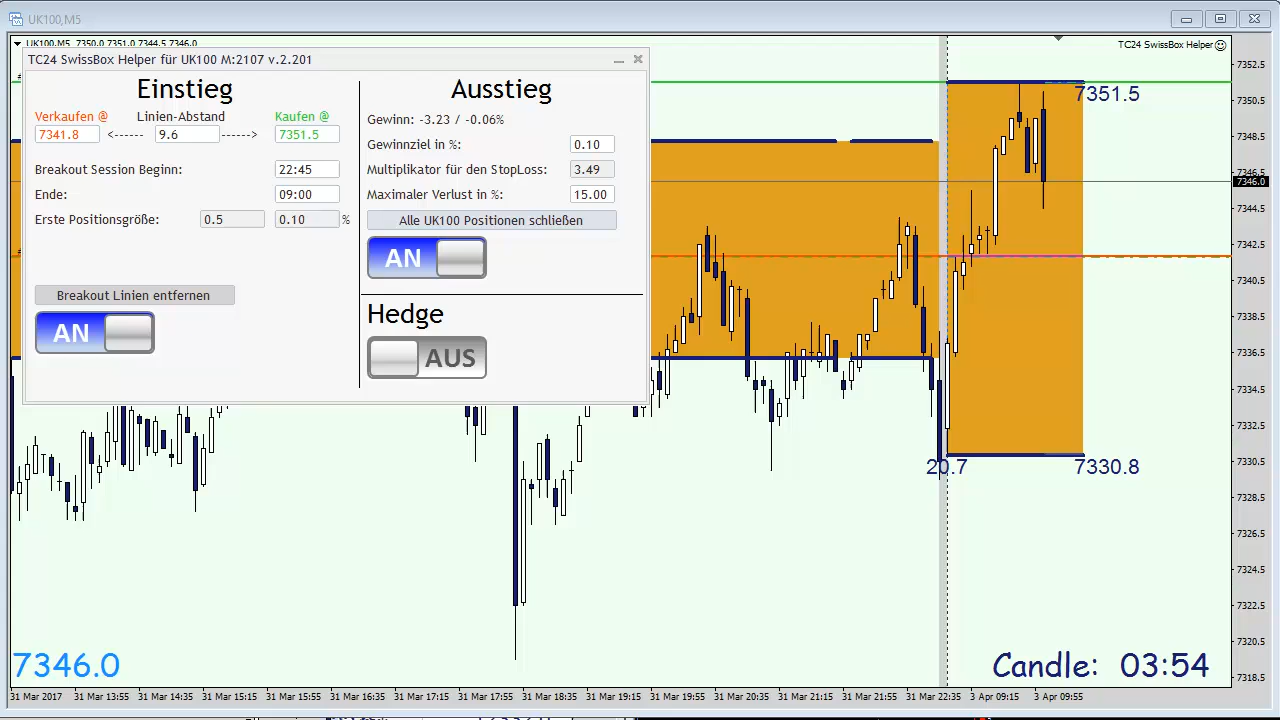 UK100,M5
UK100,M5 7350.0 7351.0 7344.5 7346.0
TC24 SwissBox Helper
TC24 SwissBox Helper für UK100 M:2107 v.2.201
Einstieg
Verkaufen @ Linien-Abstand Kaufen @
7341.8 <------ 9.6 ------> 7351.5
Breakout Session Beginn: 22:45
Ende: 09:00
Erste Positionsgröße: 0.5 0.10 %
Breakout Linien entfernen
AN
Ausstieg
Gewinn: -3.23 / -0.06%
Gewinnziel in %: 0.10
Multiplikator für den StopLoss: 3.49
Maximaler Verlust in %: 15.00
Alle UK100 Positionen schließen
AN
Hedge
AUS
7351.5
20.7
7330.8
7352.5
7350.5
7348.5
7346.5
7346.0
7344.5
7342.5
7340.5
7338.5
7336.5
7334.5
7332.5
7330.5
7328.5
7326.5
7324.5
7322.5
7320.5
7318.5
7346.0
Candle: 03:54
31 Mar 2017 31 Mar 13:55 31 Mar 14:35 31 Mar 15:15 31 Mar 15:55 31 Mar 16:35 31 Mar 17:15 31 Mar 17:55 31 Mar 18:35 31 Mar 19:15 31 Mar 19:55 31 Mar 20:35 31 Mar 21:15 31 Mar 21:55 31 Mar 22:35 3 Apr 09:15 3 Apr 09:55